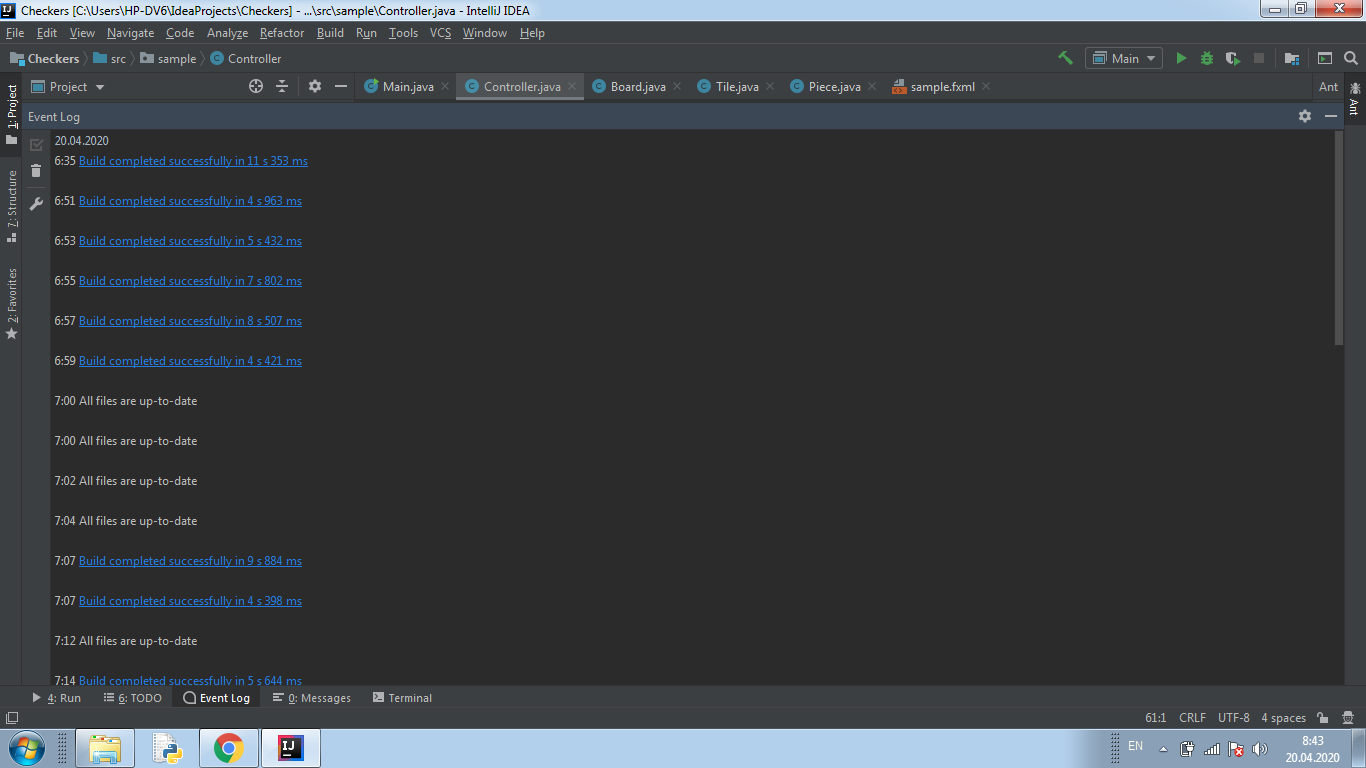 Checkers [C:\Users\HP-DV6\IdeaProjects\Checkers] - ...\src\sample\Controller.java - IntelliJ IDEA
File Edit View Navigate Code Analyze Refactor Build Run Tools VCS Window Help
Checkers src sample Controller Main
Project Main.java Controller.java Board.java Tile.java Piece.java sample.fxml Ant
1: Project
7: Structure
2: Favorites
Ant
Event Log
20.04.2020
6:35 Build completed successfully in 11 s 353 ms
6:51 Build completed successfully in 4 s 963 ms
6:53 Build completed successfully in 5 s 432 ms
6:55 Build completed successfully in 7 s 802 ms
6:57 Build completed successfully in 8 s 507 ms
6:59 Build completed successfully in 4 s 421 ms
7:00 All files are up-to-date
7:00 All files are up-to-date
7:02 All files are up-to-date
7:04 All files are up-to-date
7:07 Build completed successfully in 9 s 884 ms
7:07 Build completed successfully in 4 s 398 ms
7:12 All files are up-to-date
7:14 Build completed successfully in 5 s 644 ms
4: Run 6: TODO Event Log 0: Messages Terminal
61:1 CRLF UTF-8 4 spaces
EN 8:43
20.04.2020